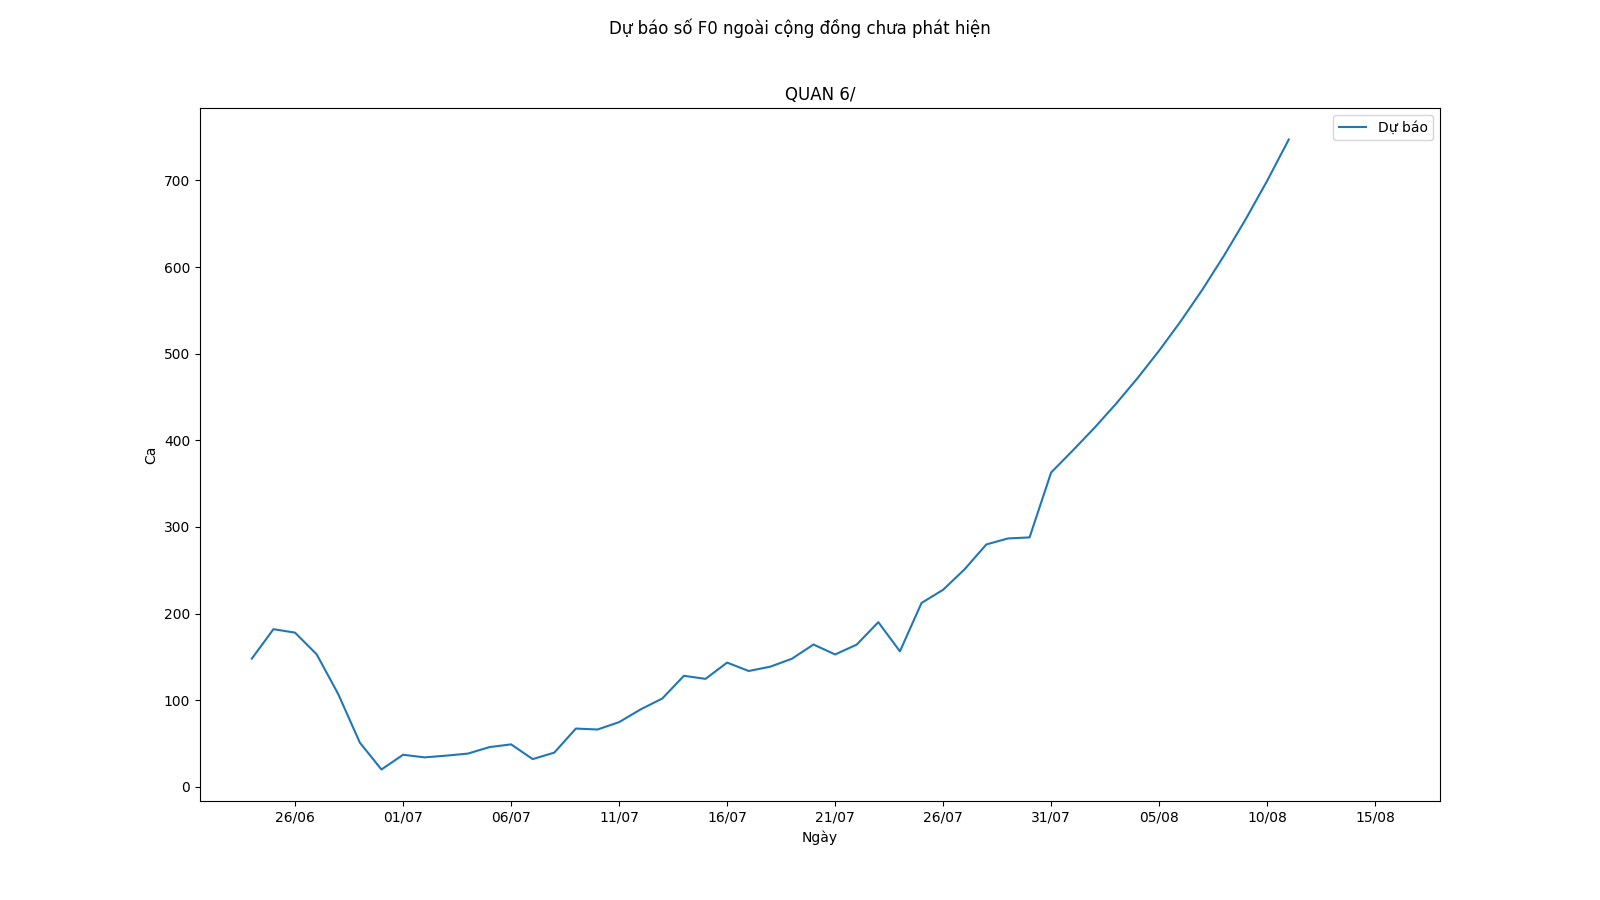 Dự báo số F0 ngoài cộng đồng chưa phát hiện
QUAN 6/
Dự báo
700
600
500
400
300
200
100
0
Ca
26/06 01/07 06/07 11/07 16/07 21/07 26/07 31/07 05/08 10/08 15/08
Ngày